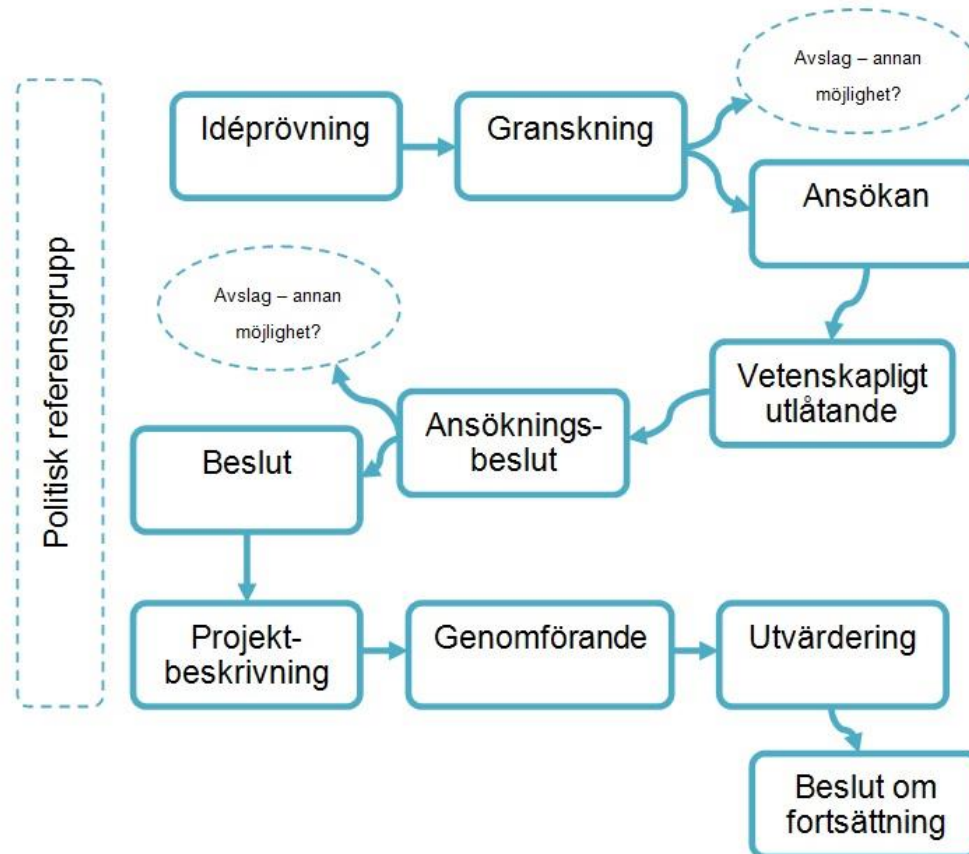 Politisk referensgrupp
Idéprövning
Granskning
Avslag – annan
möjlighet?
Ansökan
Vetenskapligt
utlåtande
Ansöknings-
beslut
Avslag – annan
möjlighet?
Beslut
Projekt-
beskrivning
Genomförande
Utvärdering
Beslut om
fortsättning